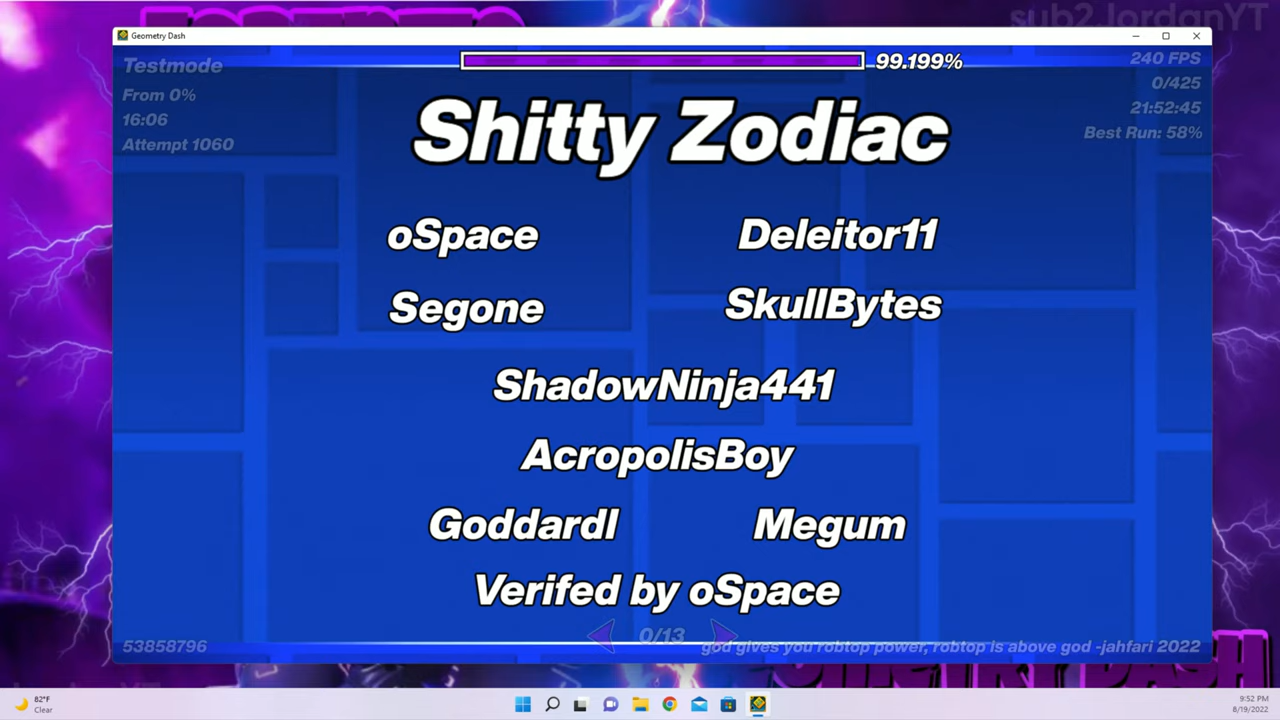 sub2JordanYT
Geometry Dash
99.199%
Testmode
From 0%
16:06
Attempt 1060
240 FPS
0/425
21:52:45
Best Run: 58%
Shitty Zodiac
oSpace
Deleitor11
Segone
SkullBytes
ShadowNinja441
AcropolisBoy
Goddardl
Megum
Verifed by oSpace
0/13
53858796
god gives you robtop power, robtop is above god -jahfari 2022
82°F
Clear
9:52 PM
8/19/2022